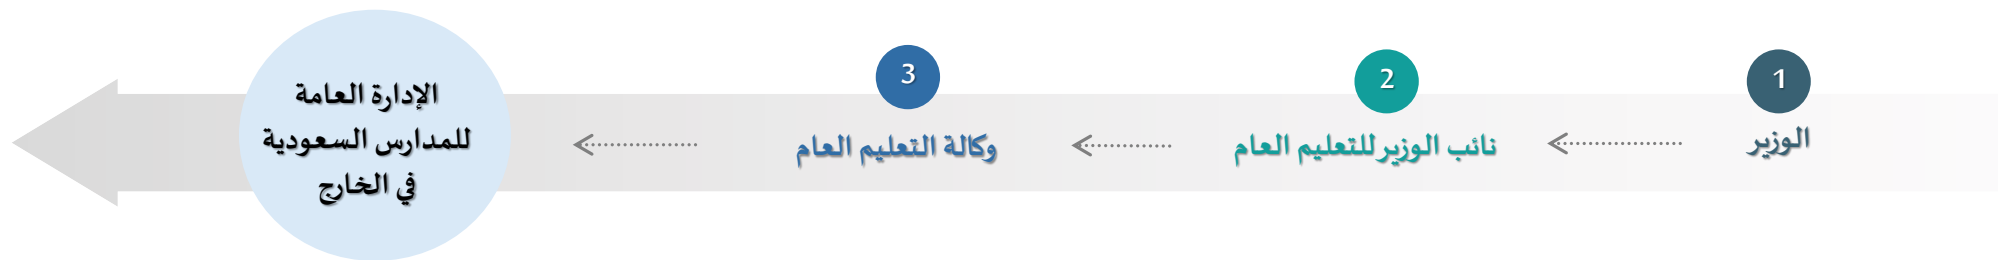 1
الوزير
2
نائب الوزير للتعليم العام
3
وكالة التعليم العام
الإدارة العامة
للمدارس السعودية
في الخارج